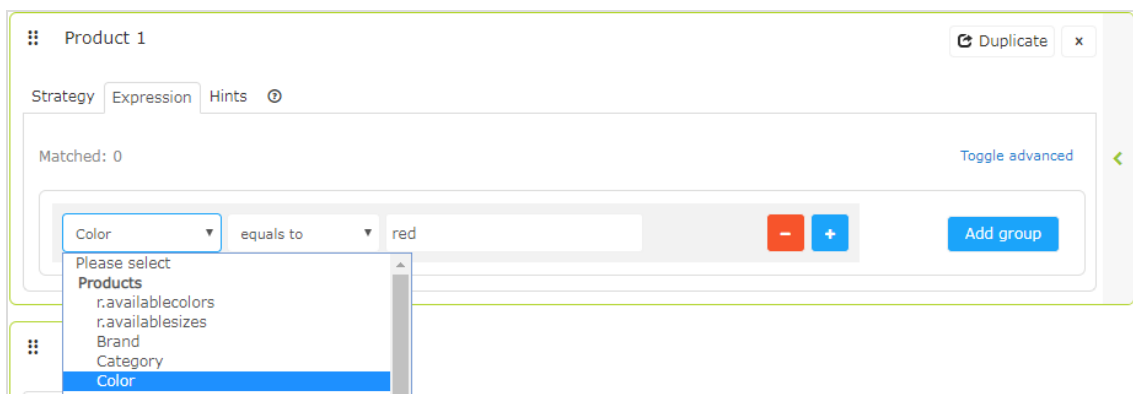 Product 1
Duplicate x
Strategy Expression Hints
Matched: 0
Toggle advanced
Color equals to red - + Add group
Please select
Products
r.availablecolors
r.availablesizes
Brand
Category
Color